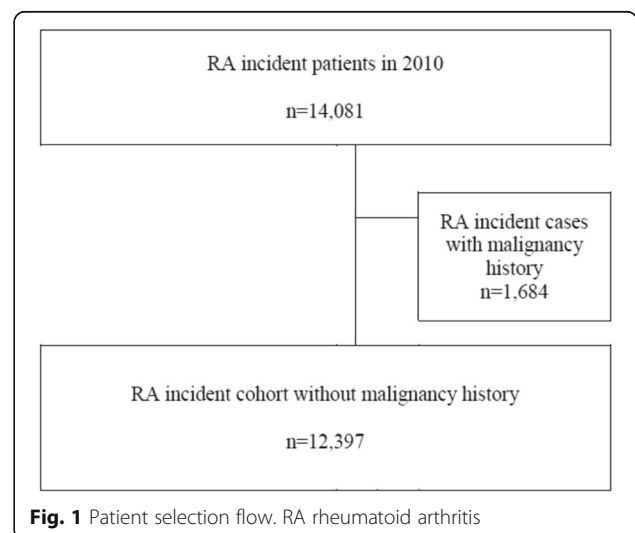 RA incident patients in 2010
n=14,081
RA incident cases
with malignancy
history
n=1,684
RA incident cohort without malignancy history
n=12,397
Fig. 1 Patient selection flow. RA rheumatoid arthritis